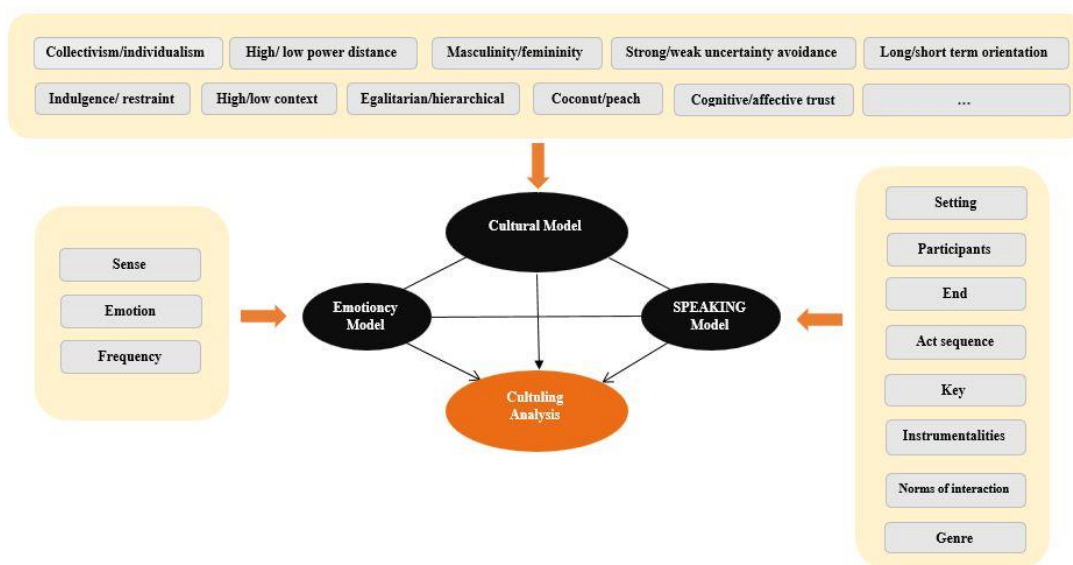 Collectivism/individualism
High/ low power distance
Masculinity/femininity
Strong/weak uncertainty avoidance
Long/short term orientation
Indulgence/ restraint
High/low context
Egalitarian/hierarchical
Coconut/peach
Cognitive/affective trust
...
Cultural Model
Sense
Emotion
Frequency
Emotioncy
Model
SPEAKING
Model
Cultuling
Analysis
Setting
Participants
End
Act sequence
Key
Instrumentalities
Norms of interaction
Genre